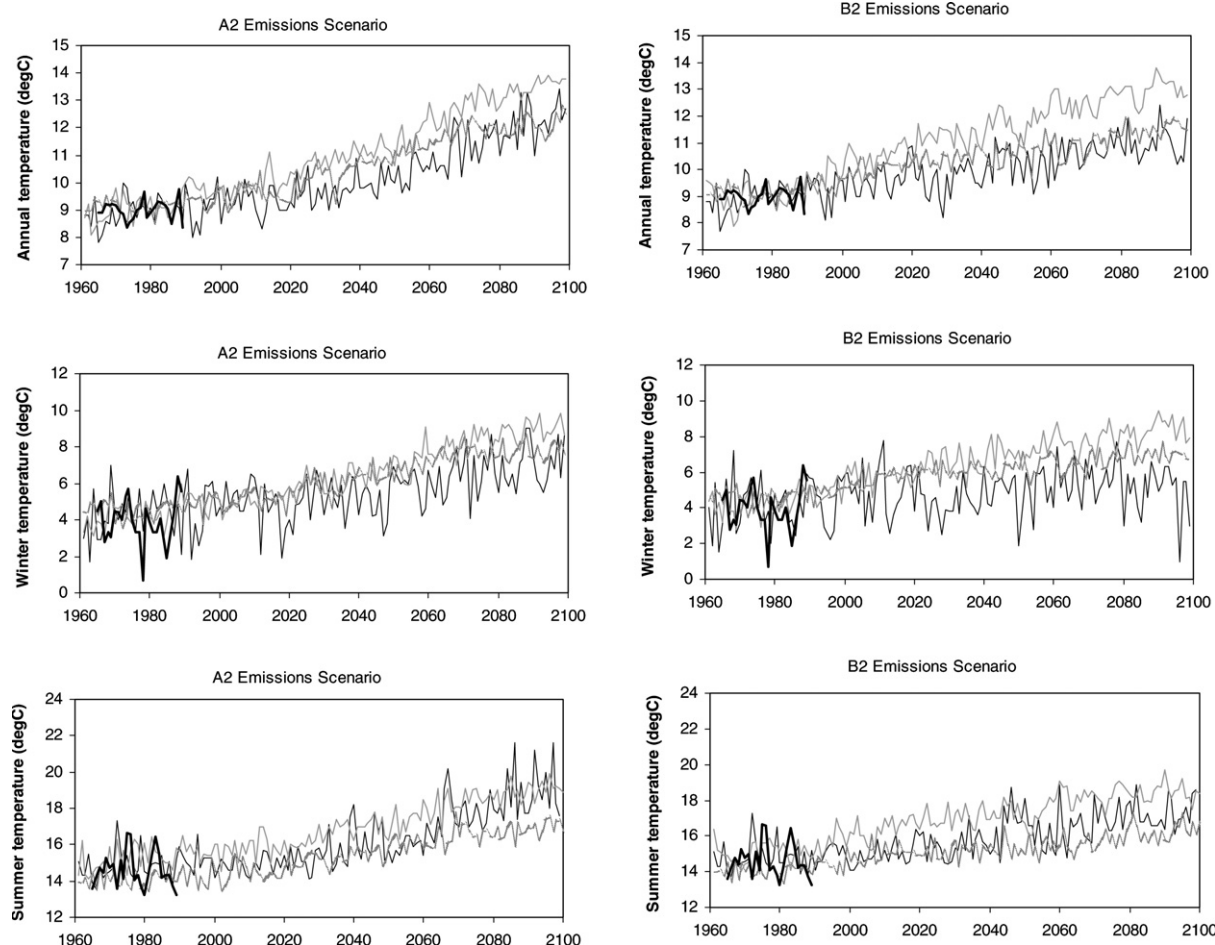 A2 Emissions Scenario
Annual temperature (degC)
15
14
13
12
11
10
9
8
7
1960 1980 2000 2020 2040 2060 2080 2100
B2 Emissions Scenario
Annual temperature (degC)
15
14
13
12
11
10
9
8
7
1960 1980 2000 2020 2040 2060 2080 2100
A2 Emissions Scenario
Winter temperature (degC)
12
10
8
6
4
2
0
1960 1980 2000 2020 2040 2060 2080 2100
B2 Emissions Scenario
Winter temperature (degC)
12
10
8
6
4
2
0
1960 1980 2000 2020 2040 2060 2080 2100
A2 Emissions Scenario
Summer temperature (degC)
24
22
20
18
16
14
12
1960 1980 2000 2020 2040 2060 2080 2100
B2 Emissions Scenario
Summer temperature (degC)
24
22
20
18
16
14
12
1960 1980 2000 2020 2040 2060 2080 2100